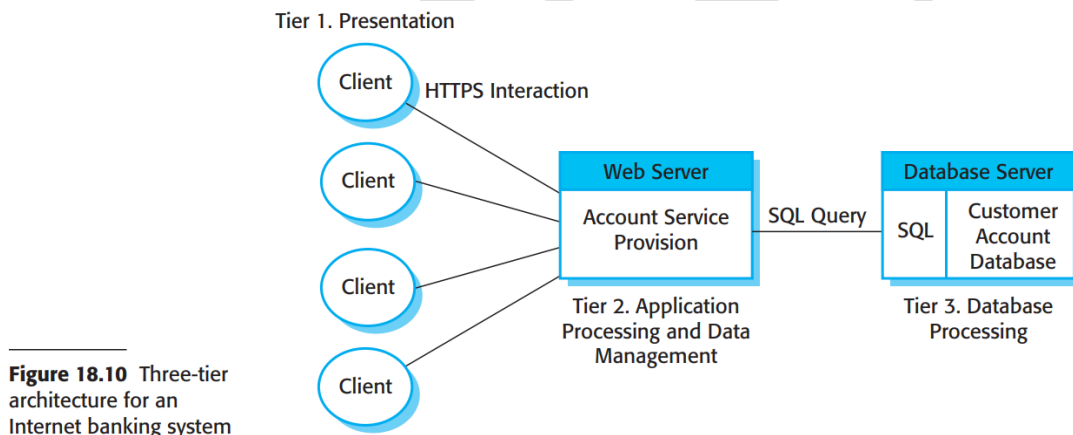 Tier 1. Presentation
Client
HTTPS Interaction
Client
Client
Client
Web Server
Account Service
Provision
Tier 2. Application
Processing and Data
Management
SQL Query
Database Server
SQL
Customer
Account
Database
Tier 3. Database
Processing
Figure 18.10 Three-tier
architecture for an
Internet banking system